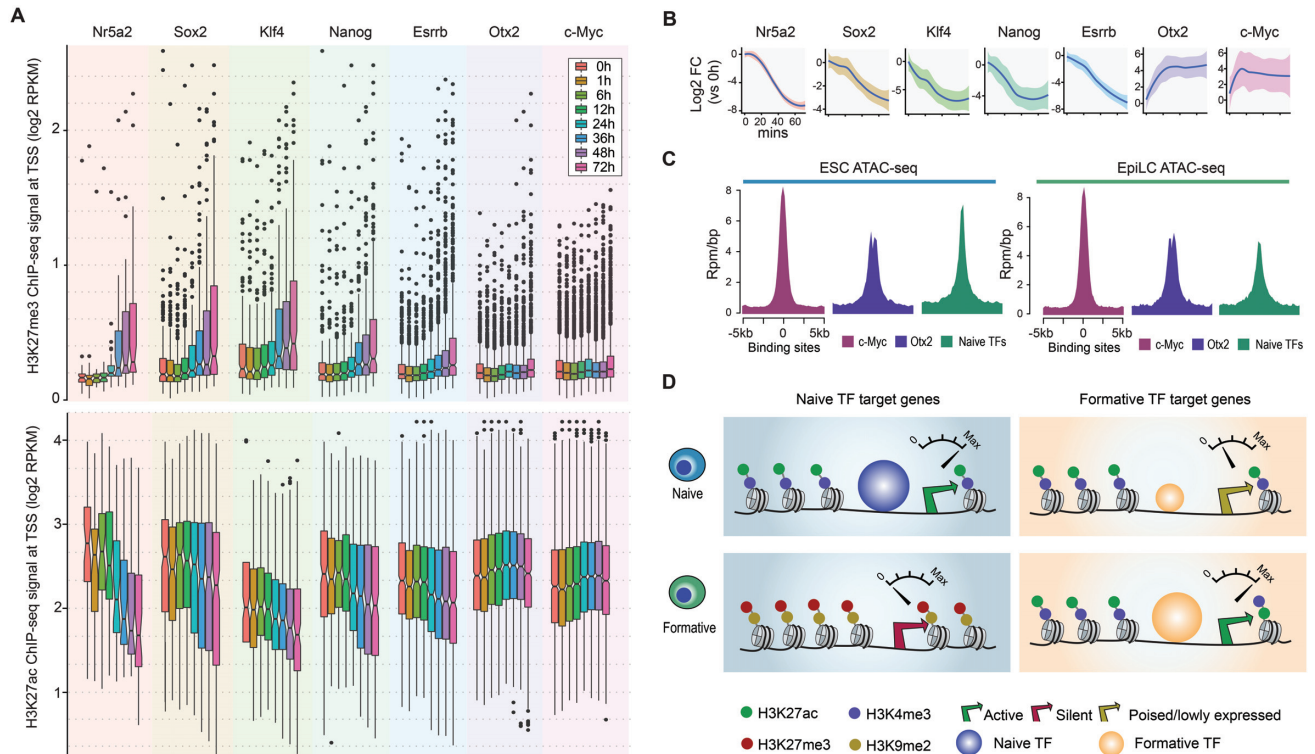 A
Nr5a2 Sox2 Klf4 Nanog Esrrb Otx2 c-Myc
H3K27me3 ChIP-seq signal at TSS (log2 RPKM)
2
1
0
0h
1h
6h
12h
24h
36h
48h
72h
H3K27ac ChIP-seq signal at TSS (log2 RPKM)
4
3
2
1
B
Nr5a2 Sox2 Klf4 Nanog Esrrb Otx2 c-Myc
Log2 FC
(vs 0h)
0
-4
-8
0 20 40 60
mins
0
-2
-4
0
-5
0
-4
0
-4
-8
6
4
2
0
6
4
2
0
C
ESC ATAC-seq
Rpm/bp
8
6
4
2
0
-5kb 0 5kb
Binding sites
c-Myc Otx2 Naive TFs
EpiLC ATAC-seq
Rpm/bp
8
6
4
2
0
-5kb 0 5kb
Binding sites
c-Myc Otx2 Naive TFs
D
Naive TF target genes Formative TF target genes
Naive
0 Max
0 Max
Formative
0 Max
0 Max
H3K27ac H3K4me3 Active Silent Poised/lowly expressed
H3K27me3 H3K9me2 Naive TF Formative TF